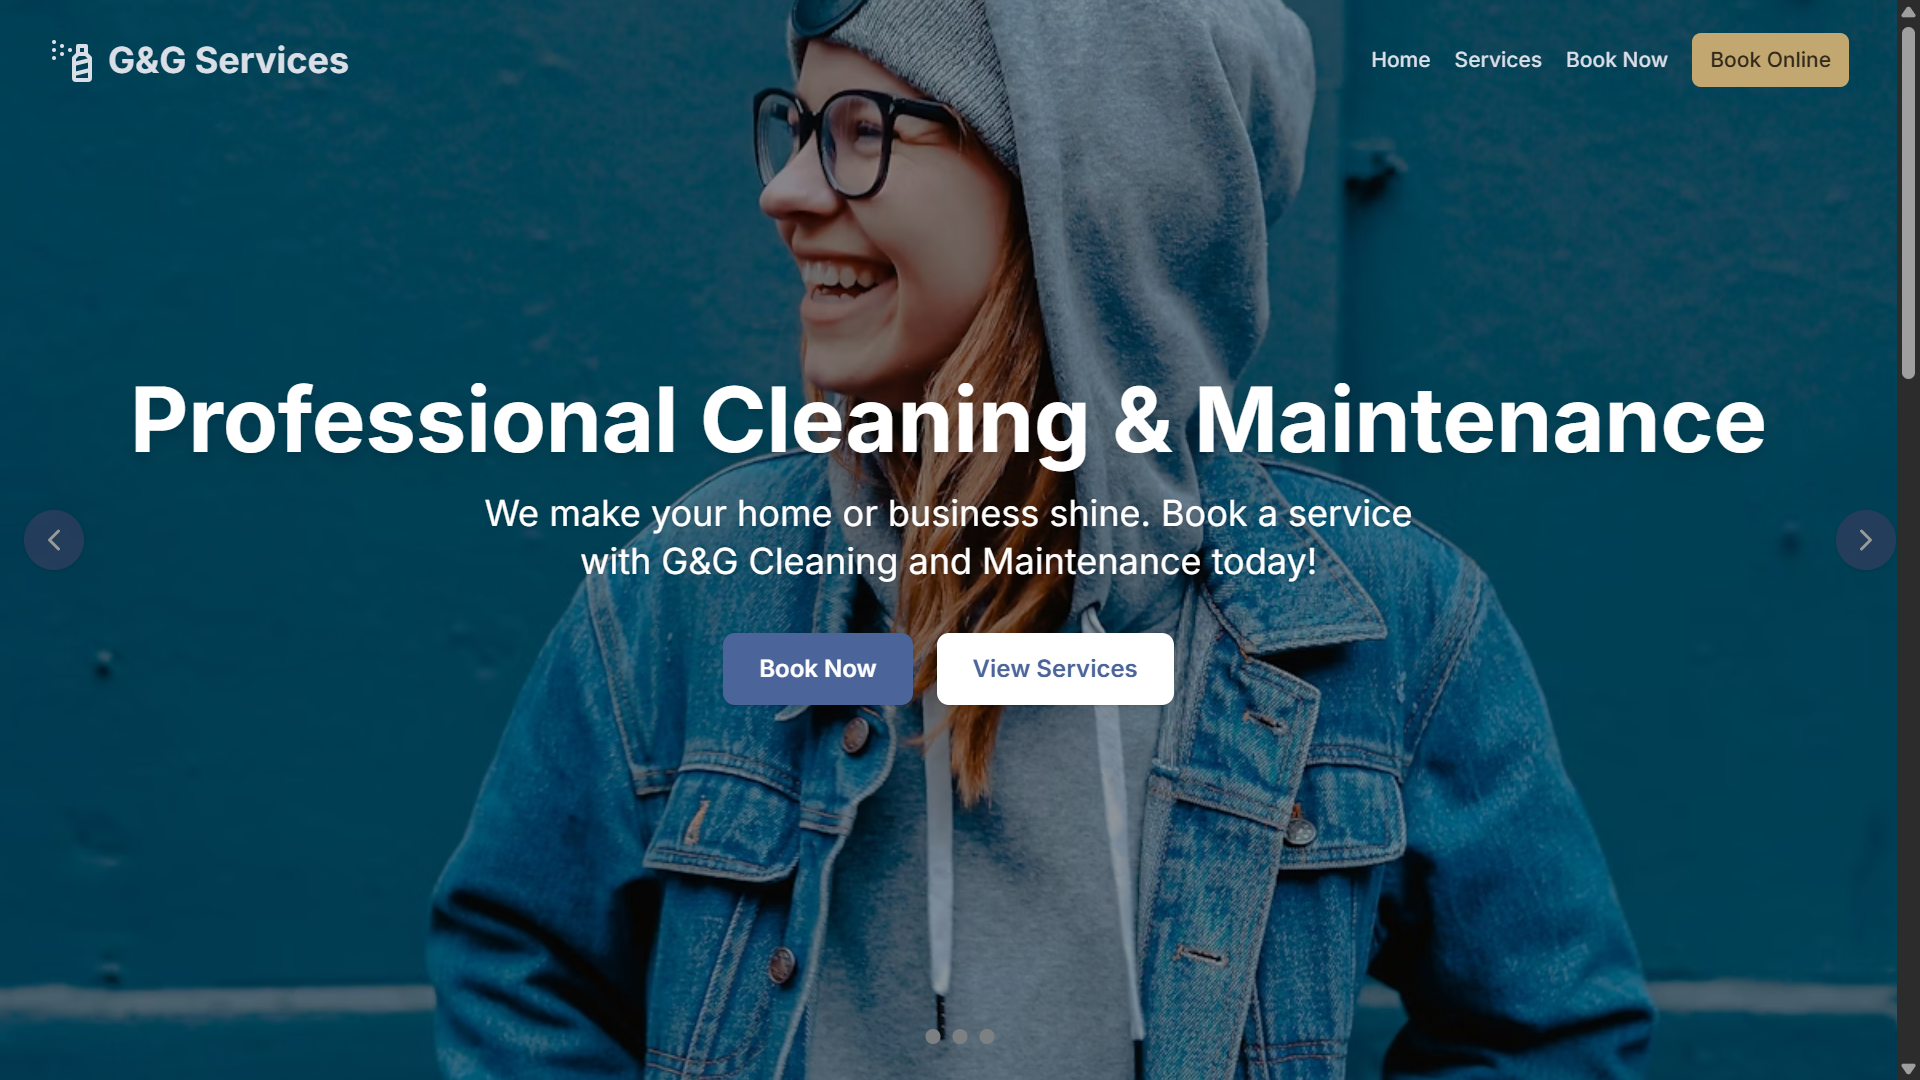 G&G Services
Home
Services
Book Now
Book Online
Professional Cleaning & Maintenance
We make your home or business shine. Book a service
with G&G Cleaning and Maintenance today!
Book Now
View Services